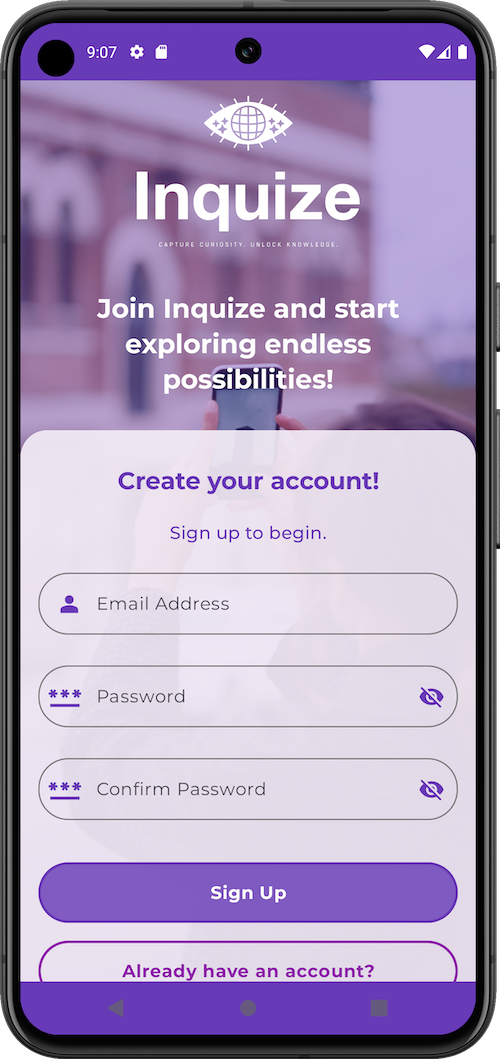 9:07
Inquize
CAPTURE CURIOSITY. UNLOCK KNOWLEDGE.
Join Inquize and start
exploring endless
possibilities!
Create your account!
Sign up to begin.
Email Address
*** Password
*** Confirm Password
Sign Up
Already have an account?